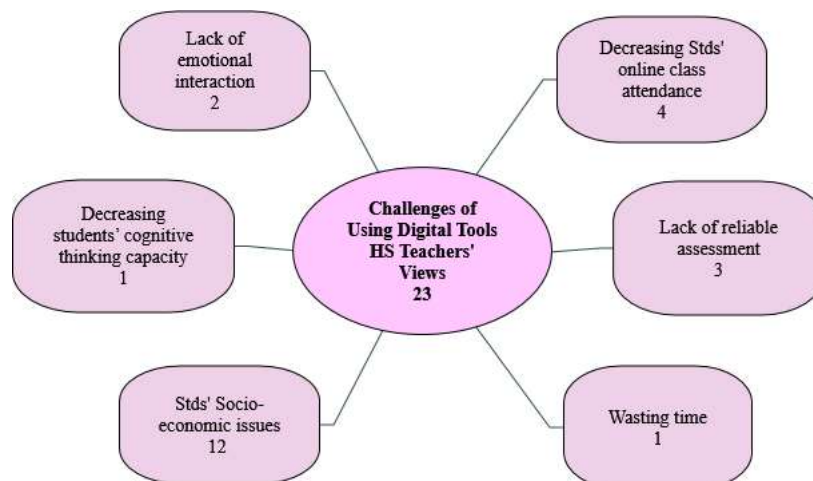 Lack of
emotional
interaction
2
Decreasing Stds'
online class
attendance
4
Decreasing
students’ cognitive
thinking capacity
1
Challenges of
Using Digital Tools
HS Teachers'
Views
23
Lack of reliable
assessment
3
Stds' Socio-
economic issues
12
Wasting time
1